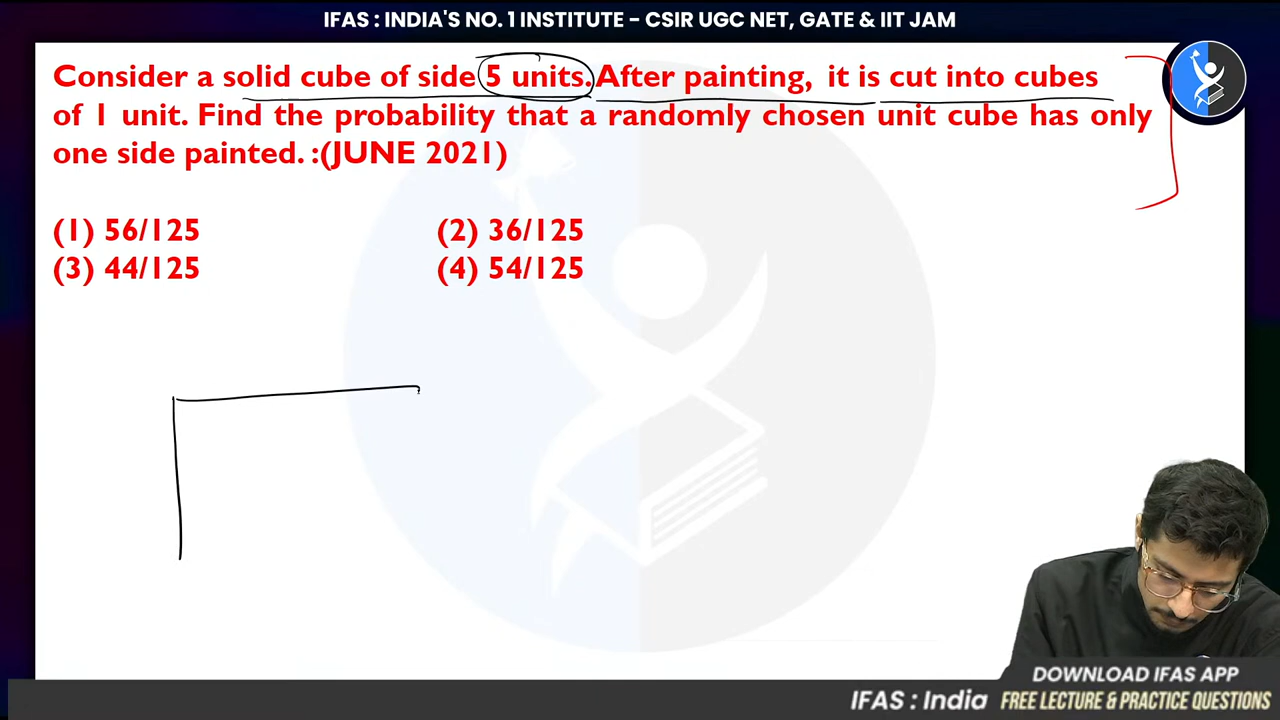 IFAS : INDIA'S NO. 1 INSTITUTE - CSIR UGC NET, GATE & IIT JAM
Consider a solid cube of side 5 units. After painting, it is cut into cubes
of 1 unit. Find the probability that a randomly chosen unit cube has only
one side painted. :(JUNE 2021)
(1) 56/125 (2) 36/125
(3) 44/125 (4) 54/125
DOWNLOAD IFAS APP
IFAS : India FREE LECTURE & PRACTICE QUESTIONS